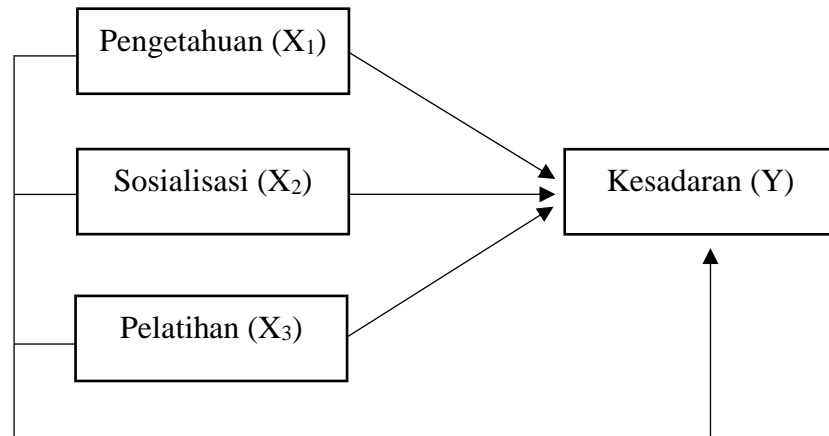 Pengetahuan (X₁)
Sosialisasi (X₂)
Kesadaran (Y)
Pelatihan (X₃)